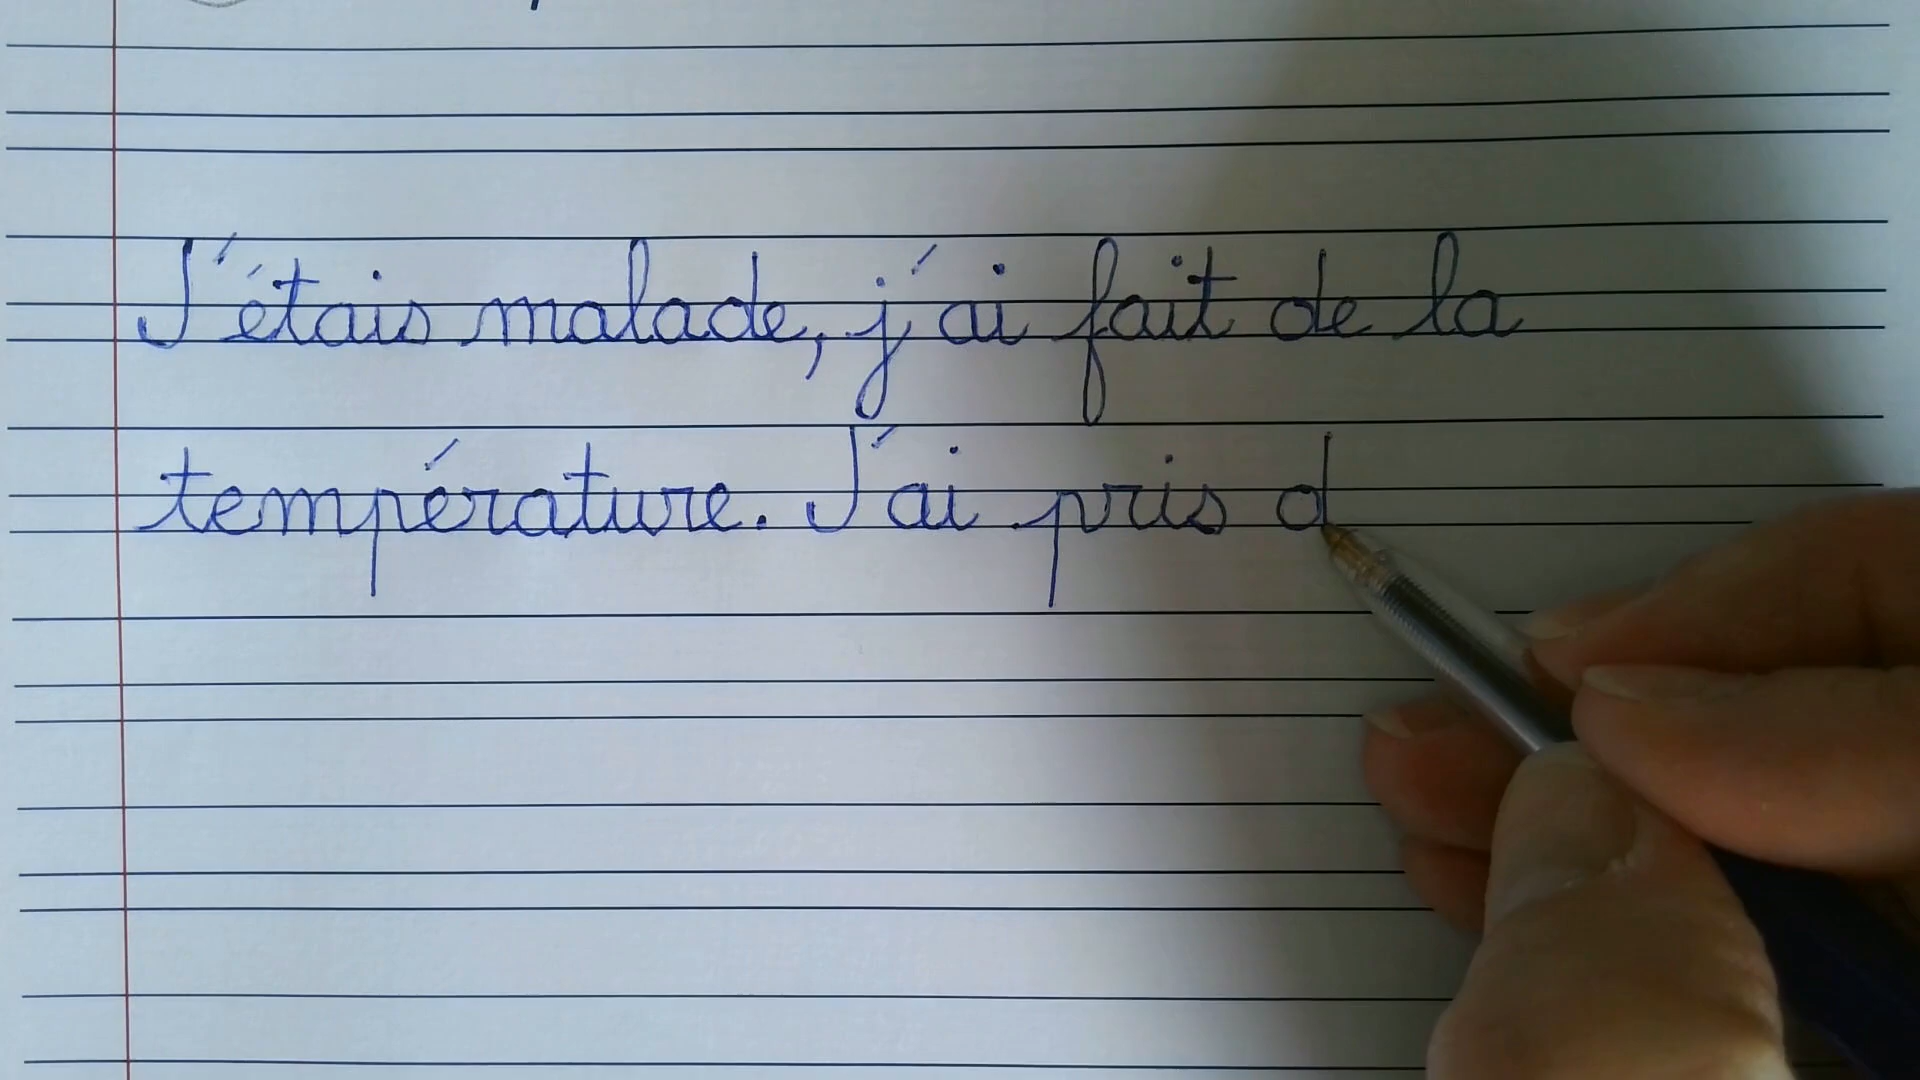 J'étais malade, j'ai fait de la
température. J'ai pris d